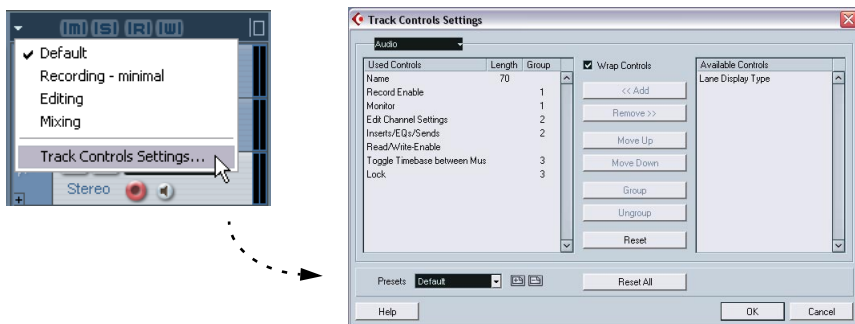 (M) (S) (R) (W)
Default
Recording - minimal
Editing
Mixing
Track Controls Settings...
Stereo
Track Controls Settings
Audio
Used Controls Length Group
Name 70
Record Enable 1
Monitor 1
Edit Channel Settings 2
Inserts/EQs/Sends 2
Read/Write-Enable
Toggle Timebase between Mus 3
Lock 3
Wrap Controls
<< Add
Remove >>
Move Up
Move Down
Group
Ungroup
Reset
Available Controls
Lane Display Type
Presets Default
Reset All
Help
OK
Cancel